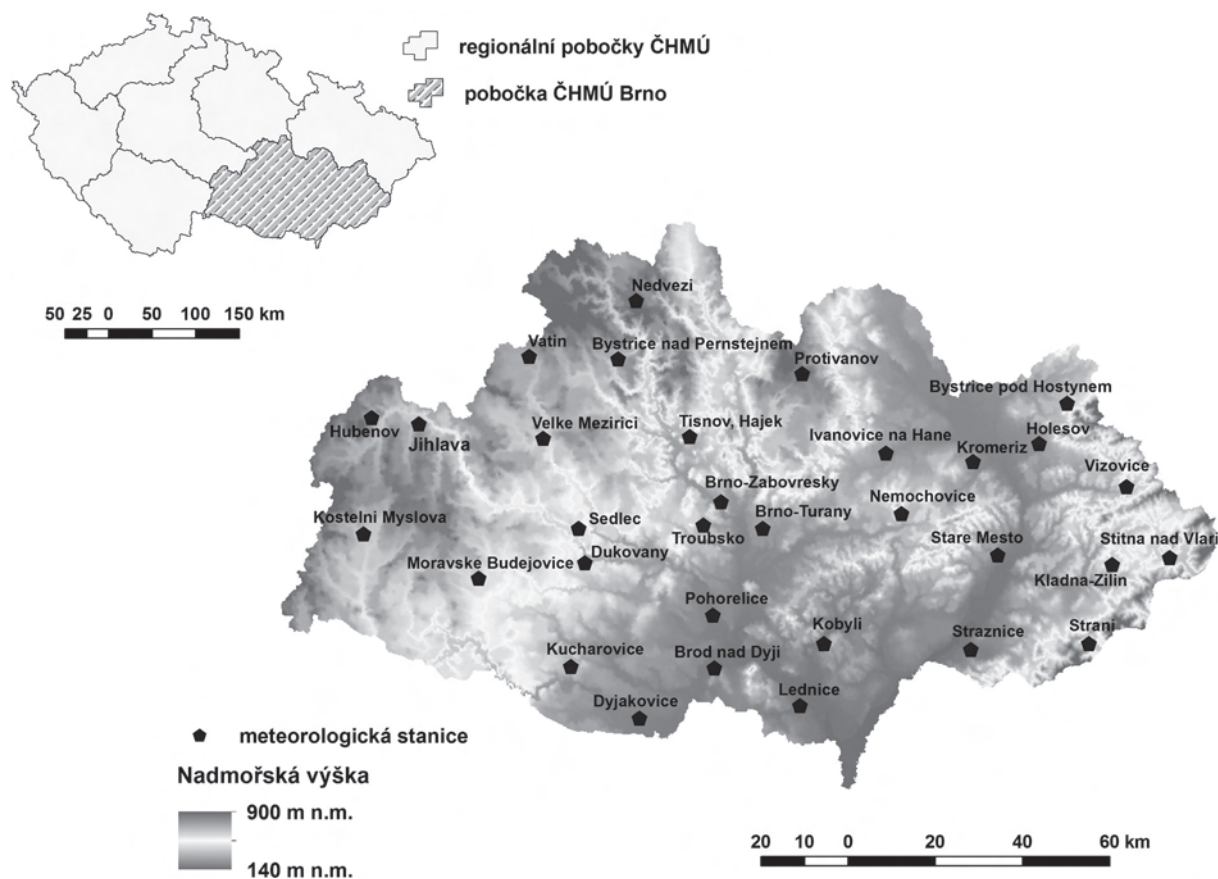 regionální pobočky ČHMÚ
pobočka ČHMÚ Brno
50 25 0 50 100 150 km
Nedvezi
Vatin
Bystrice nad Pernstejnem
Protivanov
Bystrice pod Hostynem
Hubenov
Jihlava
Velke Mezirici
Tisnov, Hajek
Ivanovice na Hane
Kromeriz
Holesov
Vizovice
Brno-Zabovresky
Nemochovice
Kostelni Myslova
Sedlec
Troubsko
Brno-Turany
Stare Mesto
Stitna nad Vlari
Moravske Budejovice
Dukovany
Kladna-Zilin
Pohorelice
Kobyli
Straznice
Strani
Kucharovice
Brod nad Dyji
Dyjakovice
Lednice
meteorologická stanice
Nadmořská výška
900 m n.m.
140 m n.m.
20 10 0 20 40 60 km